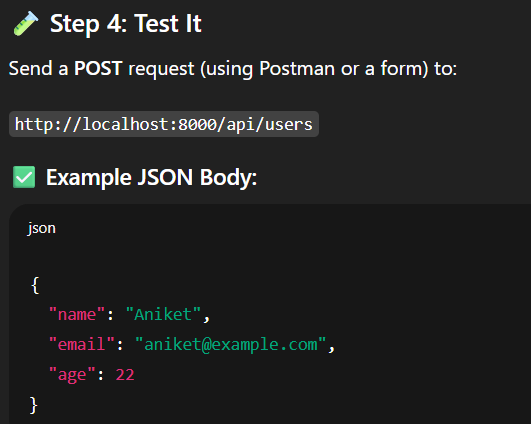 🧪 Step 4: Test It
Send a POST request (using Postman or a form) to:
http://localhost:8000/api/users
✅ Example JSON Body:
json
{
  "name": "Aniket",
  "email": "aniket@example.com",
  "age": 22
}